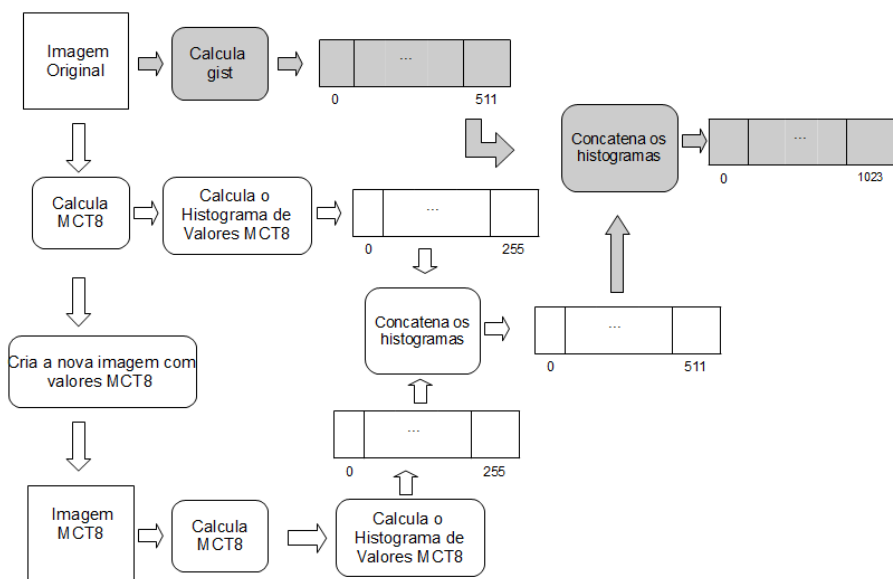 Imagem
Original
Calcula
gist
...
0
511
Concatena os
histogramas
...
0
1023
Calcula
MCT8
Calcula o
Histograma de
Valores MCT8
...
0
255
Concatena os
histogramas
...
0
511
Cria a nova imagem com
valores MCT8
...
0
255
Imagem
MCT8
Calcula
MCT8
Calcula o
Histograma de
Valores MCT8